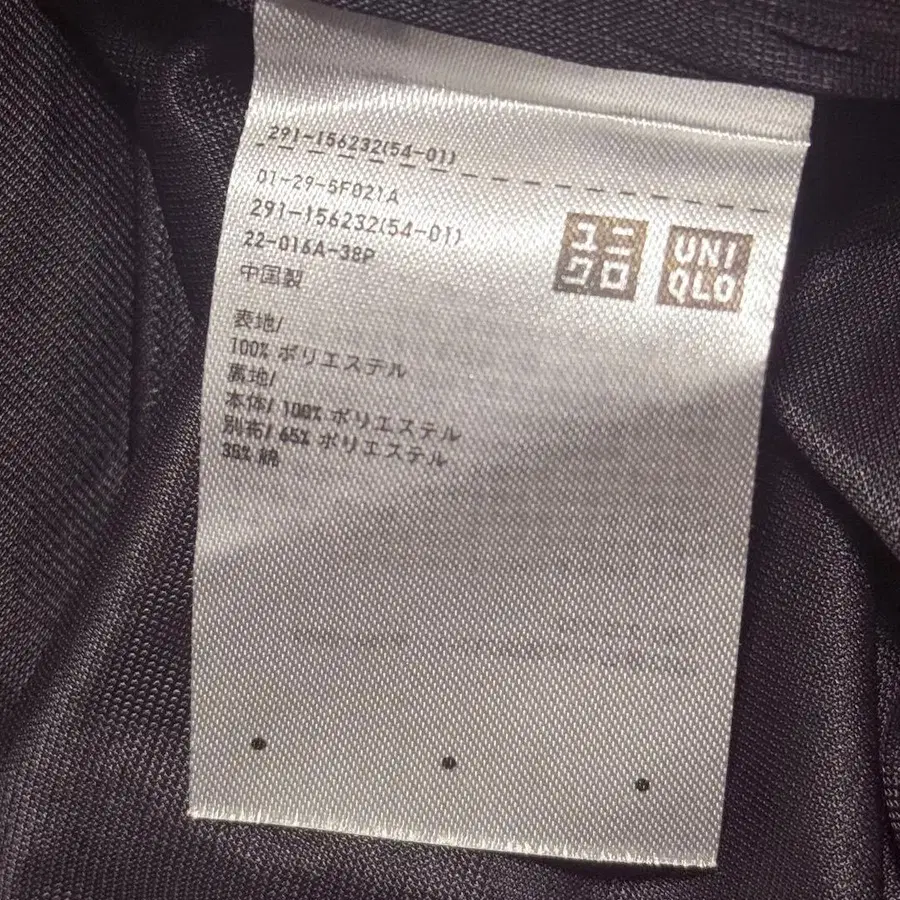 291-156232(54-01)
01-29-5F021A
291-156232(54-01)
22-016A-38P
中国製
ユニ
クロ
UNI
QLO
表地/
100% ポリエステル
裏地/
本体/ 100% ポリエステル
別布/ 65% ポリエステル
綿